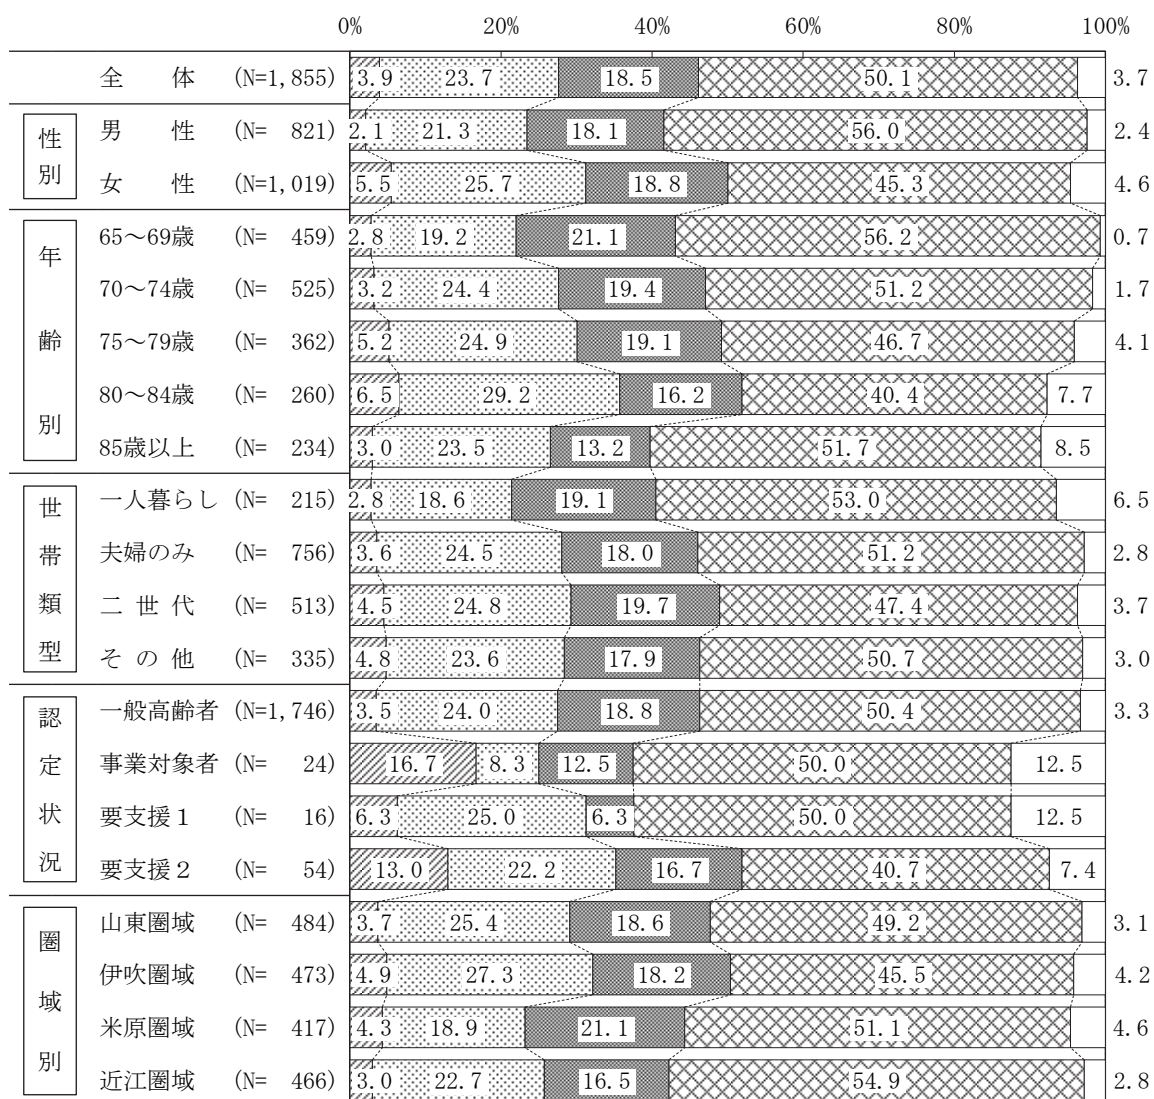 0% 20% 40% 60% 80% 100%
全 体 (N=1,855) 3.9 23.7 18.5 50.1 3.7
性別
男 性 (N= 821) 2.1 21.3 18.1 56.0 2.4
女 性 (N=1,019) 5.5 25.7 18.8 45.3 4.6
年齢別
65～69歳 (N= 459) 2.8 19.2 21.1 56.2 0.7
70～74歳 (N= 525) 3.2 24.4 19.4 51.2 1.7
75～79歳 (N= 362) 5.2 24.9 19.1 46.7 4.1
80～84歳 (N= 260) 6.5 29.2 16.2 40.4 7.7
85歳以上 (N= 234) 3.0 23.5 13.2 51.7 8.5
世帯類型
一人暮らし (N= 215) 2.8 18.6 19.1 53.0 6.5
夫婦のみ (N= 756) 3.6 24.5 18.0 51.2 2.8
二 世 代 (N= 513) 4.5 24.8 19.7 47.4 3.7
そ の 他 (N= 335) 4.8 23.6 17.9 50.7 3.0
認定状況
一般高齢者 (N=1,746) 3.5 24.0 18.8 50.4 3.3
事業対象者 (N= 24) 16.7 8.3 12.5 50.0 12.5
要支援1 (N= 16) 6.3 25.0 6.3 50.0 12.5
要支援2 (N= 54) 13.0 22.2 16.7 40.7 7.4
圏域別
山東圏域 (N= 484) 3.7 25.4 18.6 49.2 3.1
伊吹圏域 (N= 473) 4.9 27.3 18.2 45.5 4.2
米原圏域 (N= 417) 4.3 18.9 21.1 51.1 4.6
近江圏域 (N= 466) 3.0 22.7 16.5 54.9 2.8